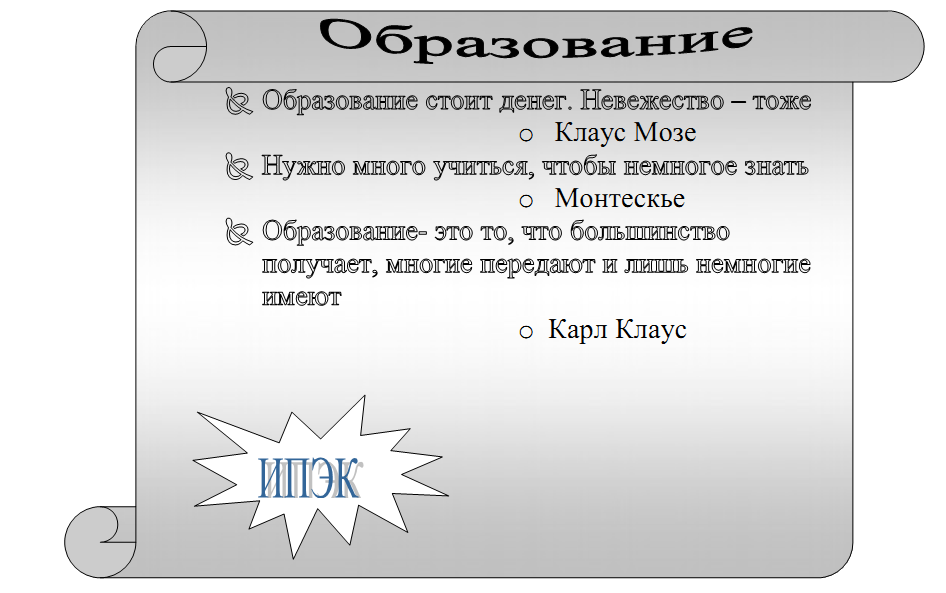 Образование
Образование стоит денег. Невежество – тоже
Клаус Мозе
Нужно много учиться, чтобы немногое знать
Монтескье
Образование- это то, что большинство
получает, многие передают и лишь немногие
имеют
Карл Клаус
ИПЭК